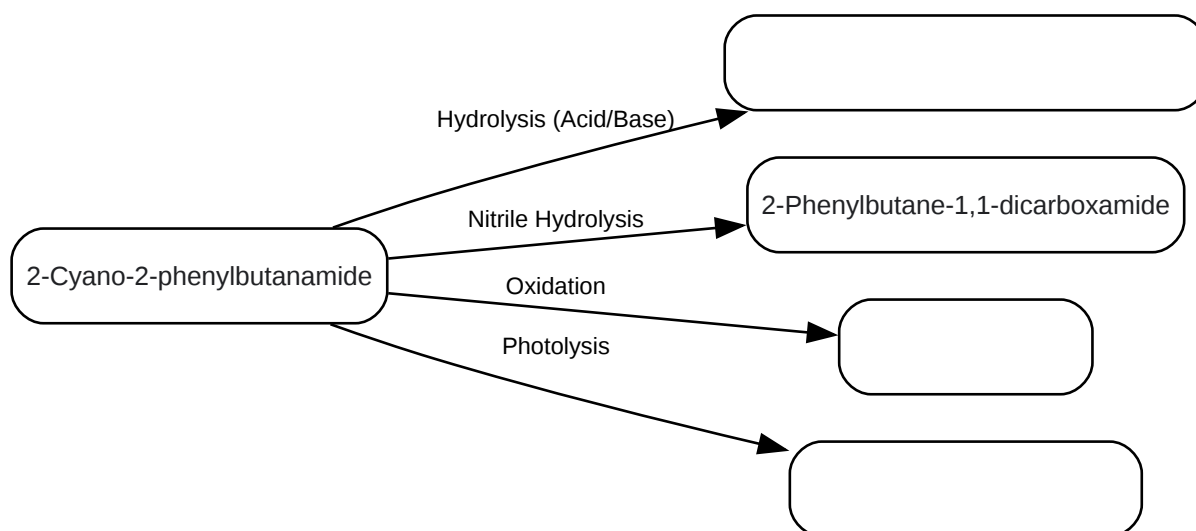 Hydrolysis (Acid/Base)
Nitrile Hydrolysis
2-Phenylbutane-1,1-dicarboxamide
2-Cyano-2-phenylbutanamide
Oxidation
Photolysis